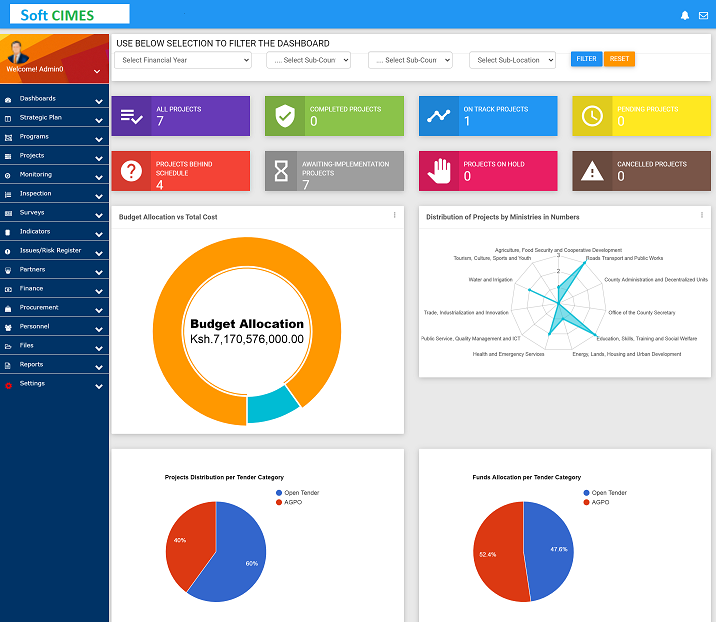 Soft CIMES
Welcome! Admin0
Dashboards
Strategic Plan
Programs
Projects
Monitoring
Inspection
Surveys
Indicators
Issues/Risk Register
Partners
Finance
Procurement
Personnel
Files
Reports
Settings
USE BELOW SELECTION TO FILTER THE DASHBOARD
Select Financial Year
.... Select Sub-Coun
.... Select Sub-Coun
Select Sub-Location
FILTER
RESET
ALL PROJECTS
7
COMPLETED PROJECTS
0
ON TRACK PROJECTS
1
PENDING PROJECTS
0
PROJECTS BEHIND
SCHEDULE
4
AWAITING-IMPLEMENTATION
PROJECTS
7
PROJECTS ON HOLD
0
CANCELLED PROJECTS
0
Budget Allocation vs Total Cost
Budget Allocation
Ksh.7,170,576,000.00
Distribution of Projects by Ministries in Numbers
Agriculture, Food Security and Cooperative Development
Tourism, Culture, Sports and Youth
3
Roads Transport and Public Works
2
Water and Irrigation
County Administration and Decentralized Units
Trade, Industrialization and Innovation
Office of the County Secretary
Public Service, Quality Management and ICT
Education, Skills, Training and Social Welfare
Health and Emergency Services
Energy, Lands, Housing and Urban Development
Projects Distribution per Tender Category
Open Tender
AGPO
40%
60%
Funds Allocation per Tender Category
Open Tender
AGPO
52.4%
47.6%